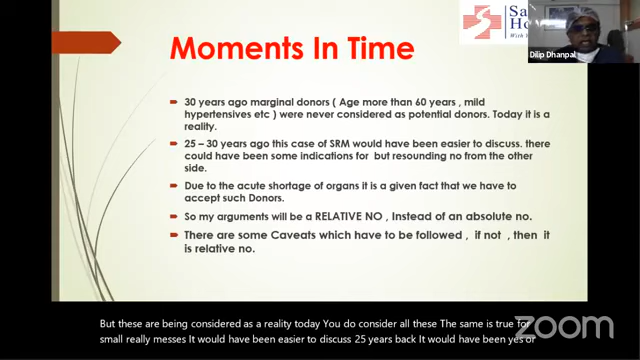 Sa
Ho
With
Dilip Dhanpal
Moments In Time
30 years ago marginal donors ( Age more than 60 years , mild
hypertensives etc ) were never considered as potential donors. Today it is a
reality.
25 – 30 years ago this case of SRM would have been easier to discuss. there
could have been some indications for but resounding no from the other
side.
Due to the acute shortage of organs it is a given fact that we have to
accept such Donors.
So my arguments will be a RELATIVE NO , Instead of an absolute no.
There are some Caveats which have to be followed , if not , then it
is relative no.
But these are being considered as a reality today You do consider all these The same is true for
small really messes It would have been easier to discuss 25 years back It would have been yes or
zoom